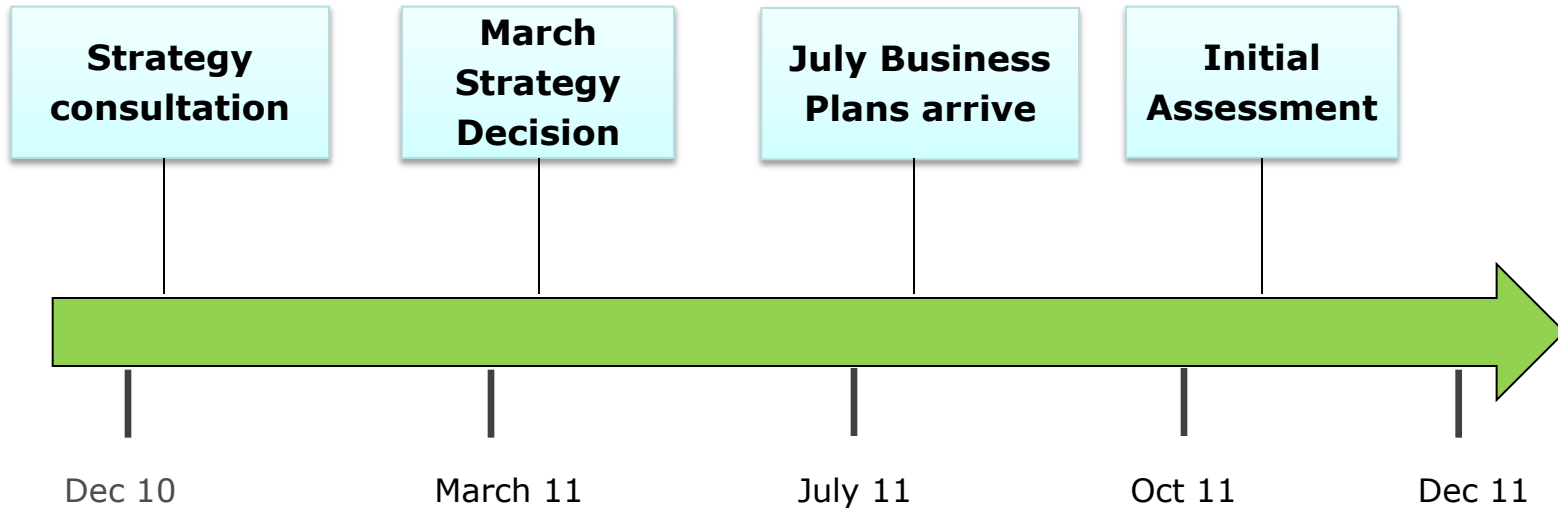 Strategy
consultation
March
Strategy
Decision
July Business
Plans arrive
Initial
Assessment
Dec 10
March 11
July 11
Oct 11
Dec 11